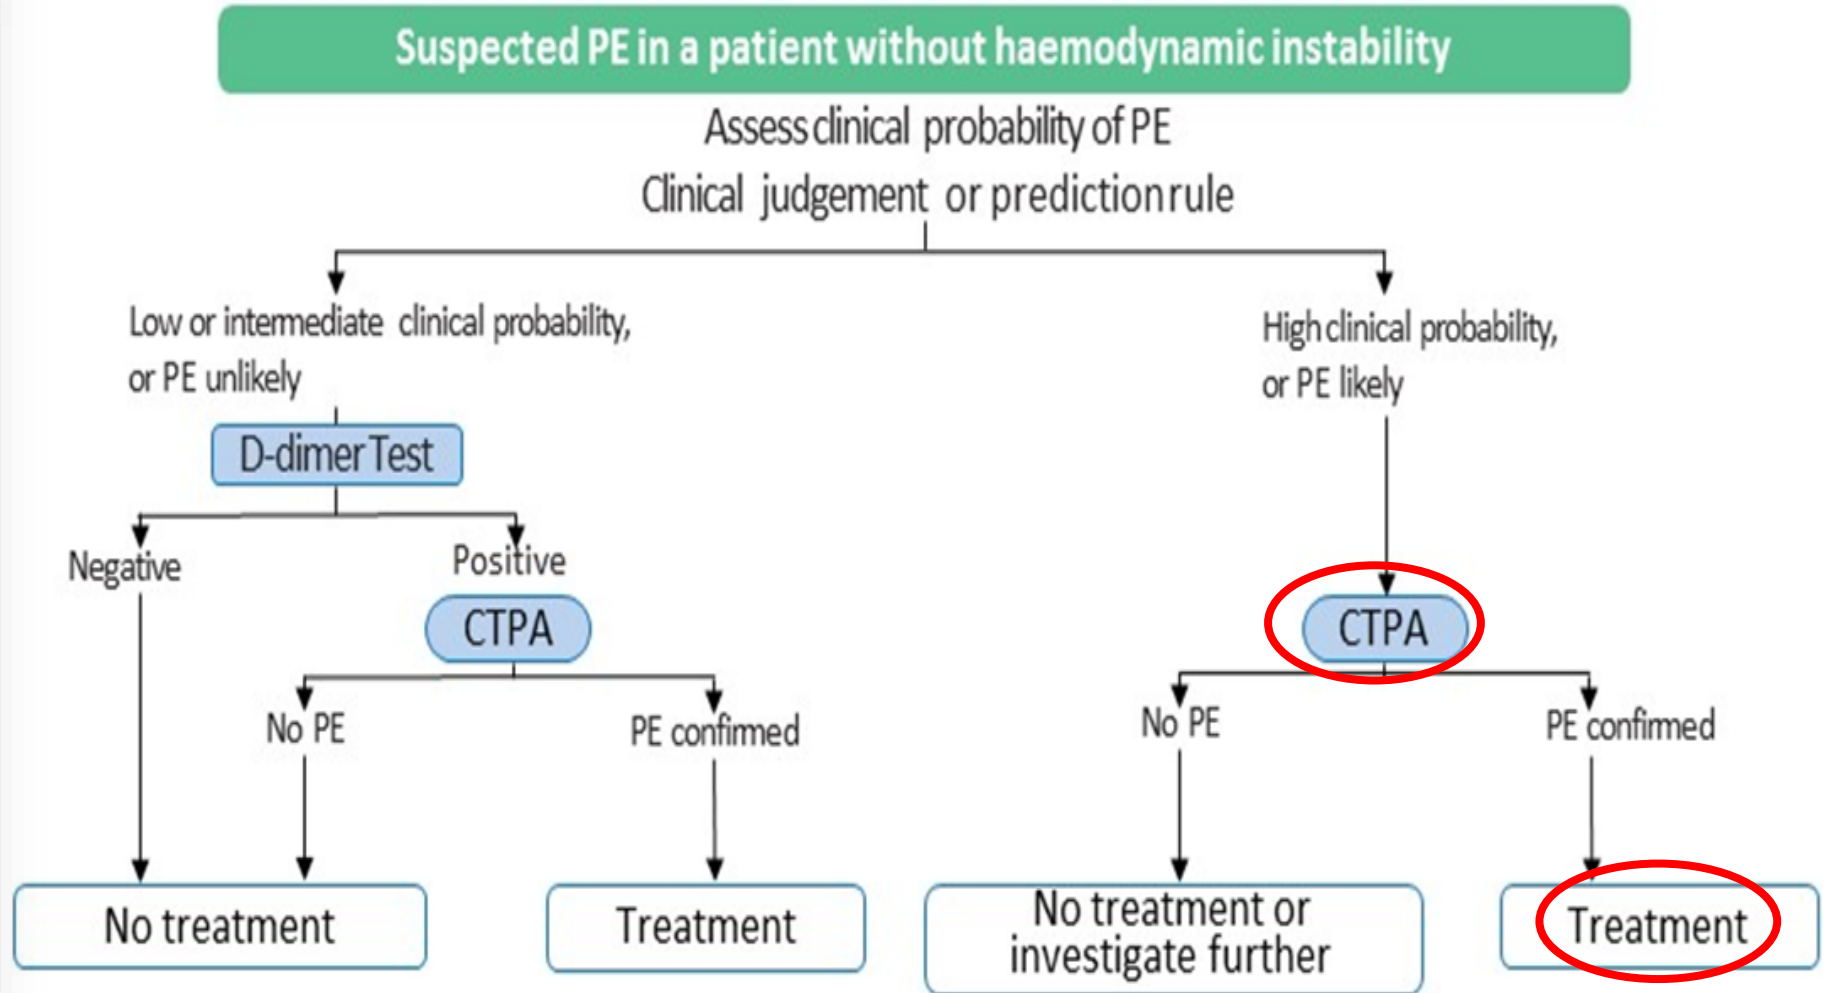 Suspected PE in a patient without haemodynamic instability
Assess clinical probability of PE
Clinical judgement or prediction rule
Low or intermediate clinical probability,
or PE unlikely
High clinical probability,
or PE likely
D-dimer Test
Negative
Positive
CTPA
CTPA
No PE
PE confirmed
No PE
PE confirmed
No treatment
Treatment
No treatment or
investigate further
Treatment